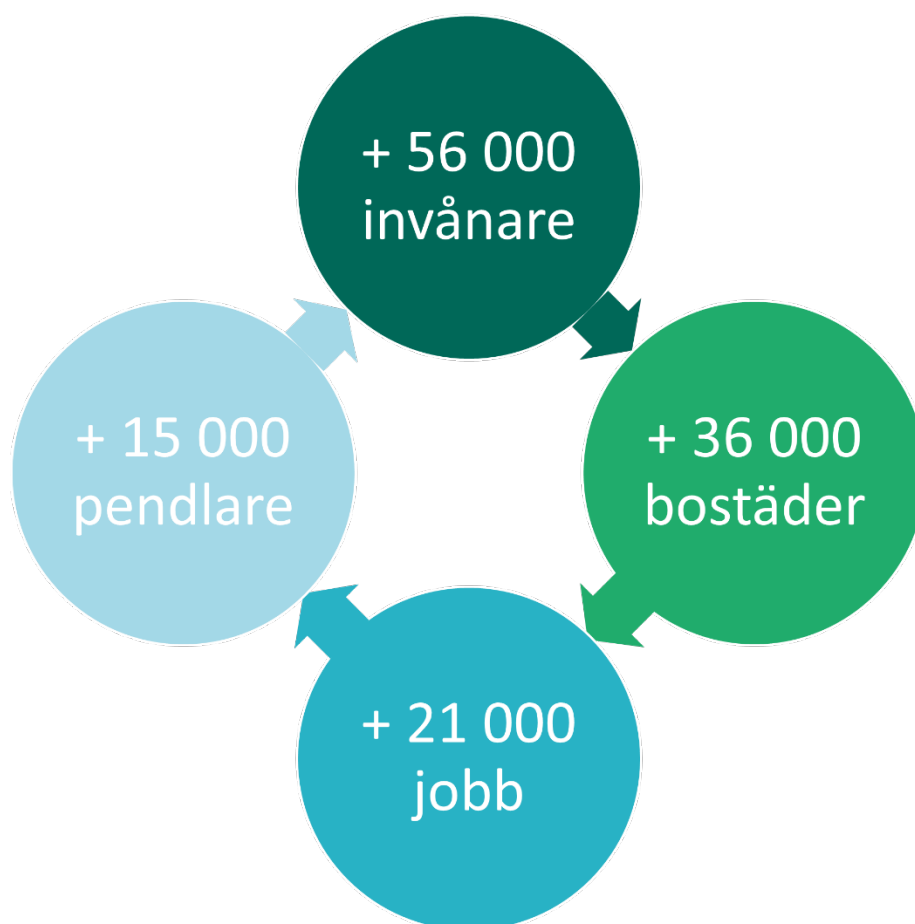 + 56 000
invånare
+ 36 000
bostäder
+ 21 000
jobb
+ 15 000
pendlare